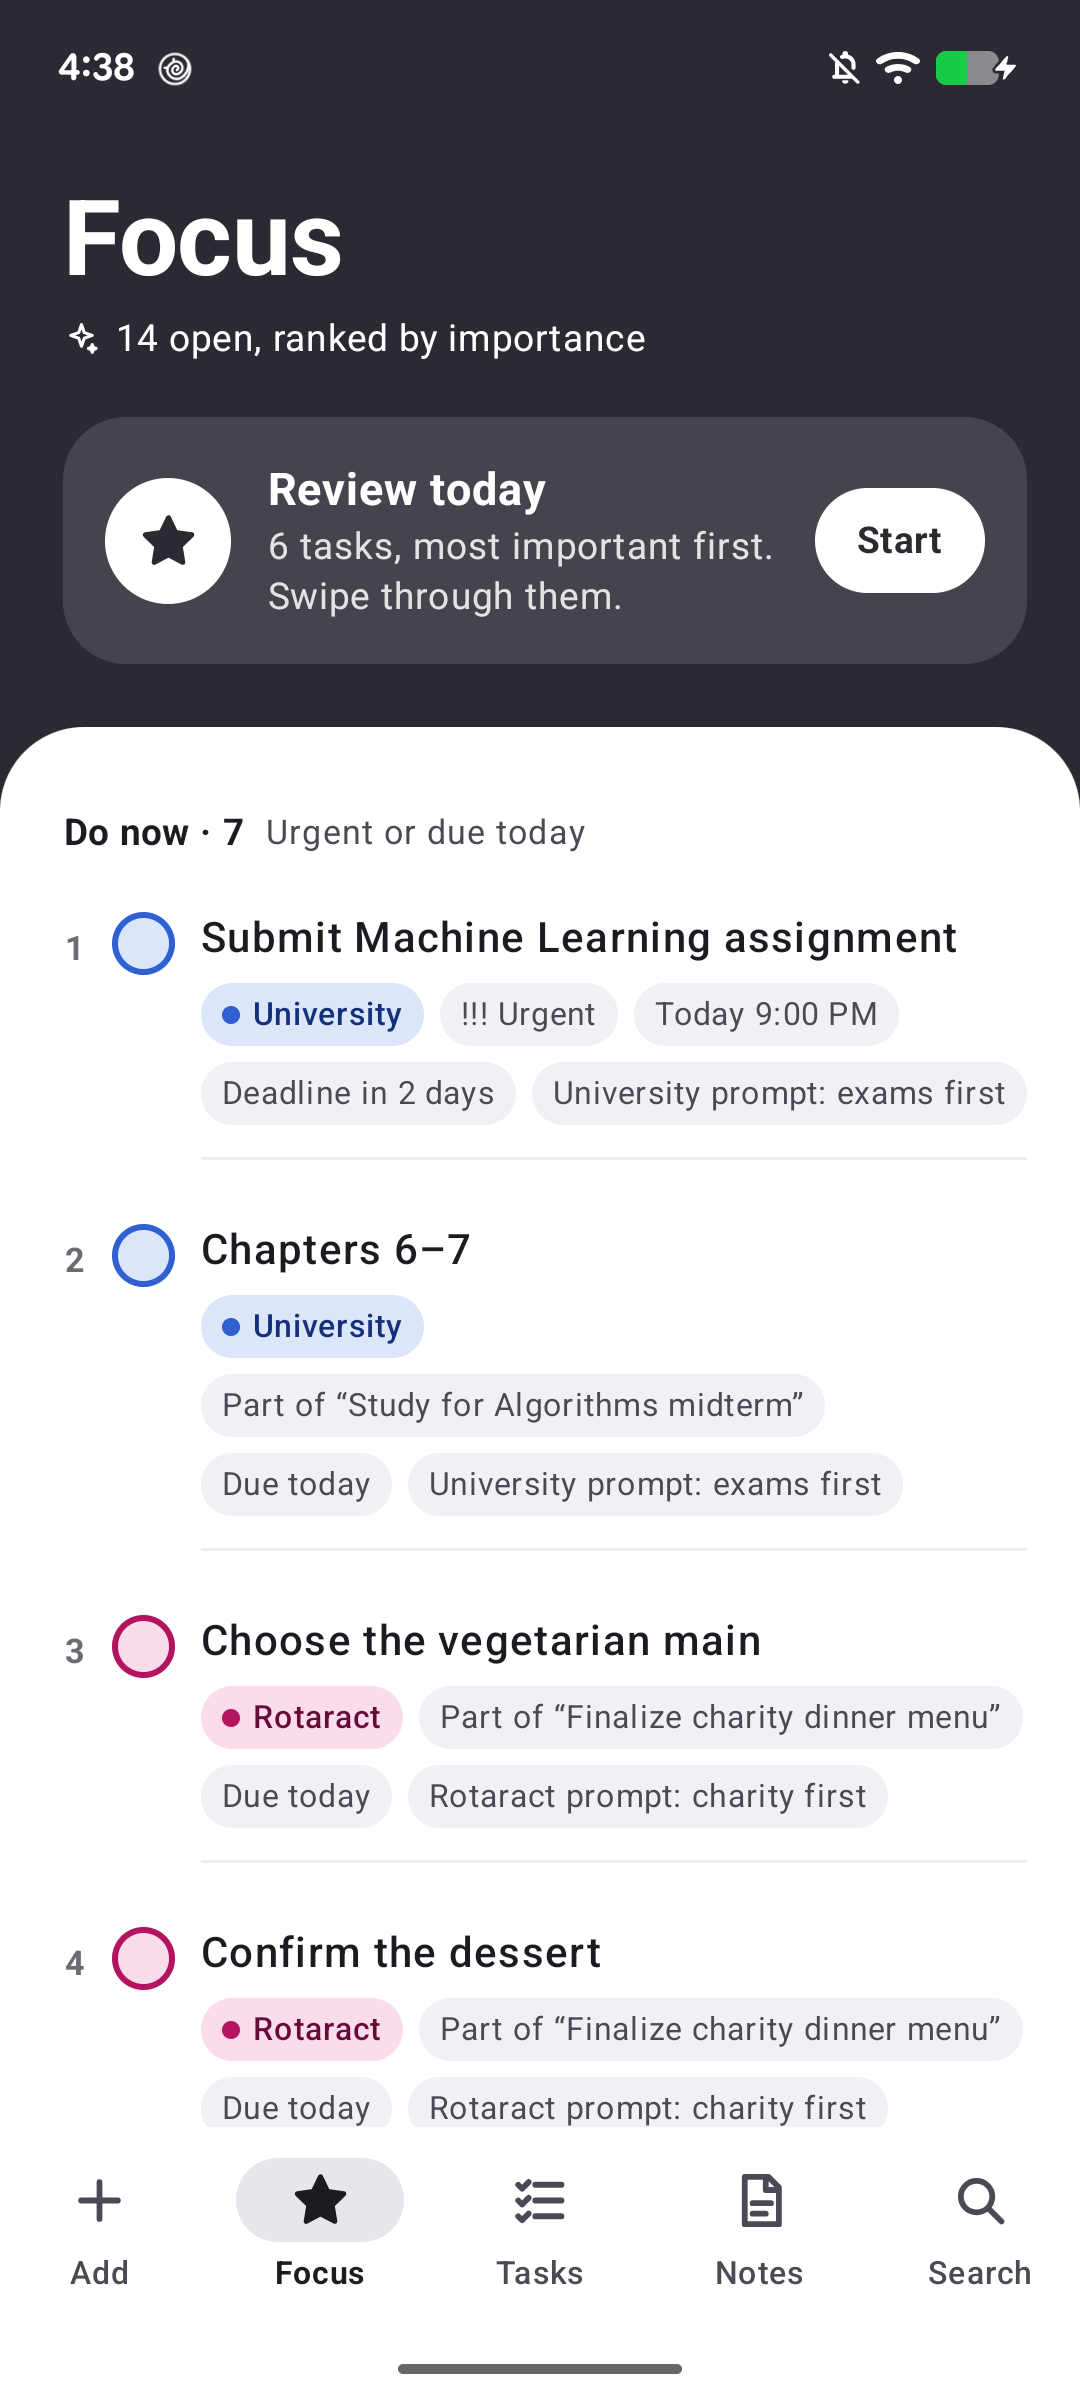 4:38
Focus
14 open, ranked by importance
Review today
6 tasks, most important first.
Swipe through them.
Start
Do now · 7 Urgent or due today
1 Submit Machine Learning assignment
University !!! Urgent Today 9:00 PM
Deadline in 2 days University prompt: exams first
2 Chapters 6–7
University
Part of “Study for Algorithms midterm”
Due today University prompt: exams first
3 Choose the vegetarian main
Rotaract Part of “Finalize charity dinner menu”
Due today Rotaract prompt: charity first
4 Confirm the dessert
Rotaract Part of “Finalize charity dinner menu”
Due today Rotaract prompt: charity first
Add Focus Tasks Notes Search